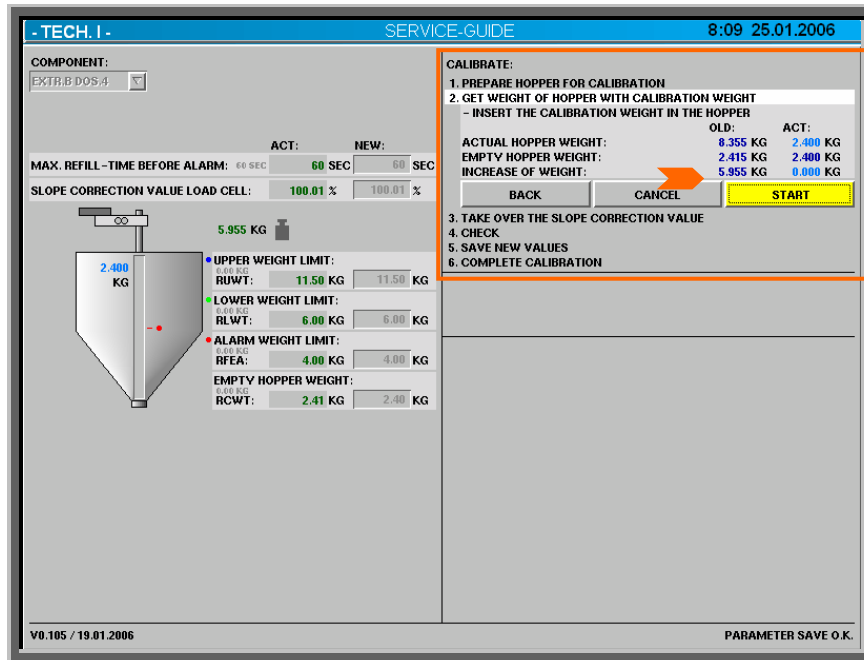 - TECH. I - SERVICE-GUIDE 8:09 25.01.2006
COMPONENT:
EXTR.B DOS.4
ACT: NEW:
MAX. REFILL-TIME BEFORE ALARM: 60 SEC 60 SEC 60 SEC
SLOPE CORRECTION VALUE LOAD CELL: 100.01 % 100.01 %
5.955 KG
2.400
KG
UPPER WEIGHT LIMIT:
0.00 KG
RUWT: 11.50 KG 11.50 KG
LOWER WEIGHT LIMIT:
0.00 KG
RLWT: 6.00 KG 6.00 KG
ALARM WEIGHT LIMIT:
0.00 KG
RFEA: 4.00 KG 4.00 KG
EMPTY HOPPER WEIGHT:
0.00 KG
RCWT: 2.41 KG 2.40 KG
CALIBRATE:
1. PREPARE HOPPER FOR CALIBRATION
2. GET WEIGHT OF HOPPER WITH CALIBRATION WEIGHT
- INSERT THE CALIBRATION WEIGHT IN THE HOPPER
OLD: ACT:
ACTUAL HOPPER WEIGHT: 8.355 KG 2.400 KG
EMPTY HOPPER WEIGHT: 2.415 KG 2.400 KG
INCREASE OF WEIGHT: 5.955 KG 0.000 KG
BACK CANCEL START
3. TAKE OVER THE SLOPE CORRECTION VALUE
4. CHECK
5. SAVE NEW VALUES
6. COMPLETE CALIBRATION
V0.105 / 19.01.2006 PARAMETER SAVE O.K.